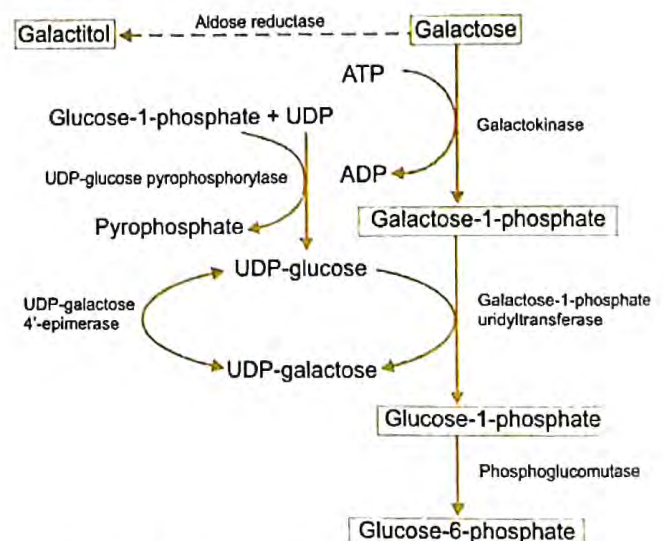 Galactitol
Aldose reductase
Galactose
ATP
Glucose-1-phosphate + UDP
Galactokinase
UDP-glucose pyrophosphorylase
ADP
Pyrophosphate
Galactose-1-phosphate
UDP-glucose
UDP-galactose
4'-epimerase
Galactose-1-phosphate
uridyltransferase
UDP-galactose
Glucose-1-phosphate
Phosphoglucomutase
Glucose-6-phosphate